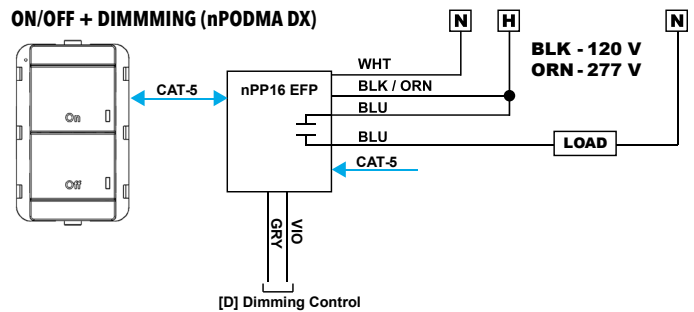 ON/OFF + DIMMMING (nPODMA DX)
N H N
BLK - 120 V
ORN - 277 V
WHT
CAT-5
nPP16 EFP
BLK / ORN
BLU
On
BLU
LOAD
CAT-5
Off
GRY
VIO
[D] Dimming Control